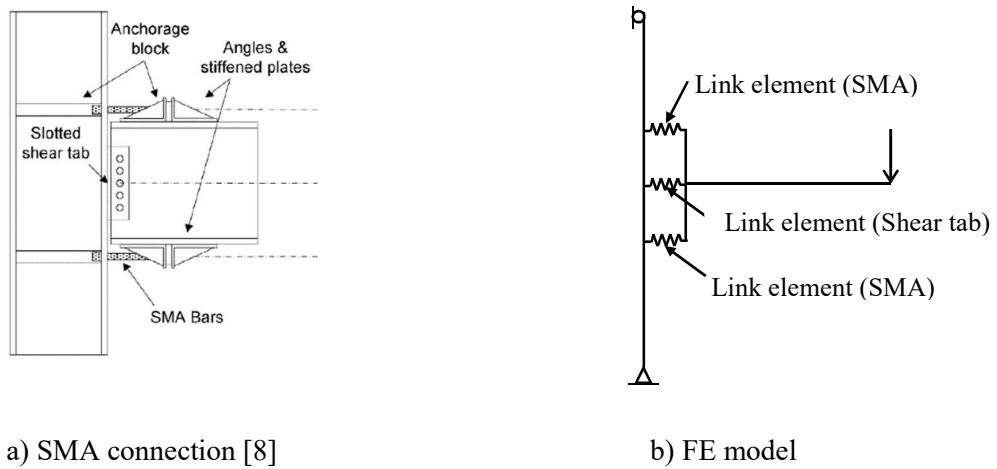 Anchorage
block
Angles &
stiffened plates
Slotted
shear tab
SMA Bars
Link element (SMA)
Link element (Shear tab)
Link element (SMA)
a) SMA connection [8]
b) FE model